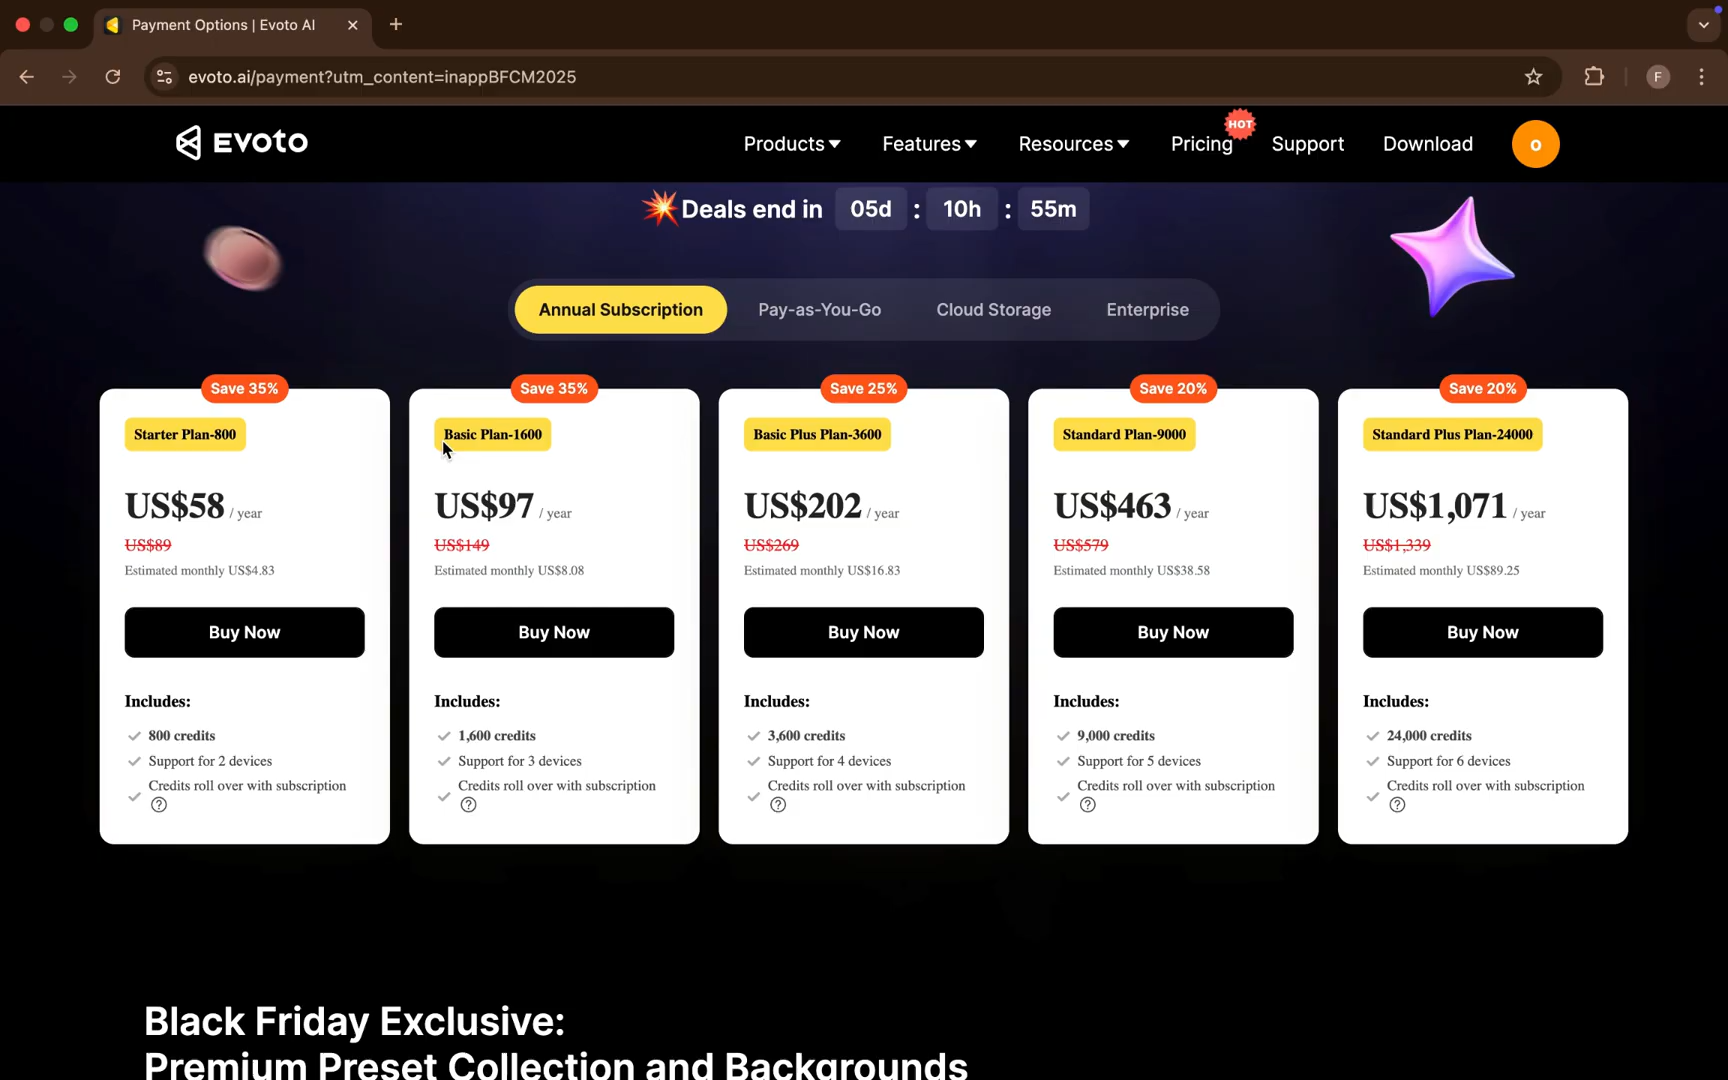 Payment Options | Evoto AI
evoto.ai/payment?utm_content=inappBFCM2025
F
EVOTO
Products
Features
Resources
Pricing
HOT
Support
Download
o
Deals end in 05d : 10h : 55m
Annual Subscription
Pay-as-You-Go
Cloud Storage
Enterprise
Save 35%
Starter Plan-800
US$58 / year
US$89
Estimated monthly US$4.83
Buy Now
Includes:
800 credits
Support for 2 devices
Credits roll over with subscription
?
Save 35%
Basic Plan-1600
US$97 / year
US$149
Estimated monthly US$8.08
Buy Now
Includes:
1,600 credits
Support for 3 devices
Credits roll over with subscription
?
Save 25%
Basic Plus Plan-3600
US$202 / year
US$269
Estimated monthly US$16.83
Buy Now
Includes:
3,600 credits
Support for 4 devices
Credits roll over with subscription
?
Save 20%
Standard Plan-9000
US$463 / year
US$579
Estimated monthly US$38.58
Buy Now
Includes:
9,000 credits
Support for 5 devices
Credits roll over with subscription
?
Save 20%
Standard Plus Plan-24000
US$1,071 / year
US$1,339
Estimated monthly US$89.25
Buy Now
Includes:
24,000 credits
Support for 6 devices
Credits roll over with subscription
?
Black Friday Exclusive:
Premium Preset Collection and Backgrounds